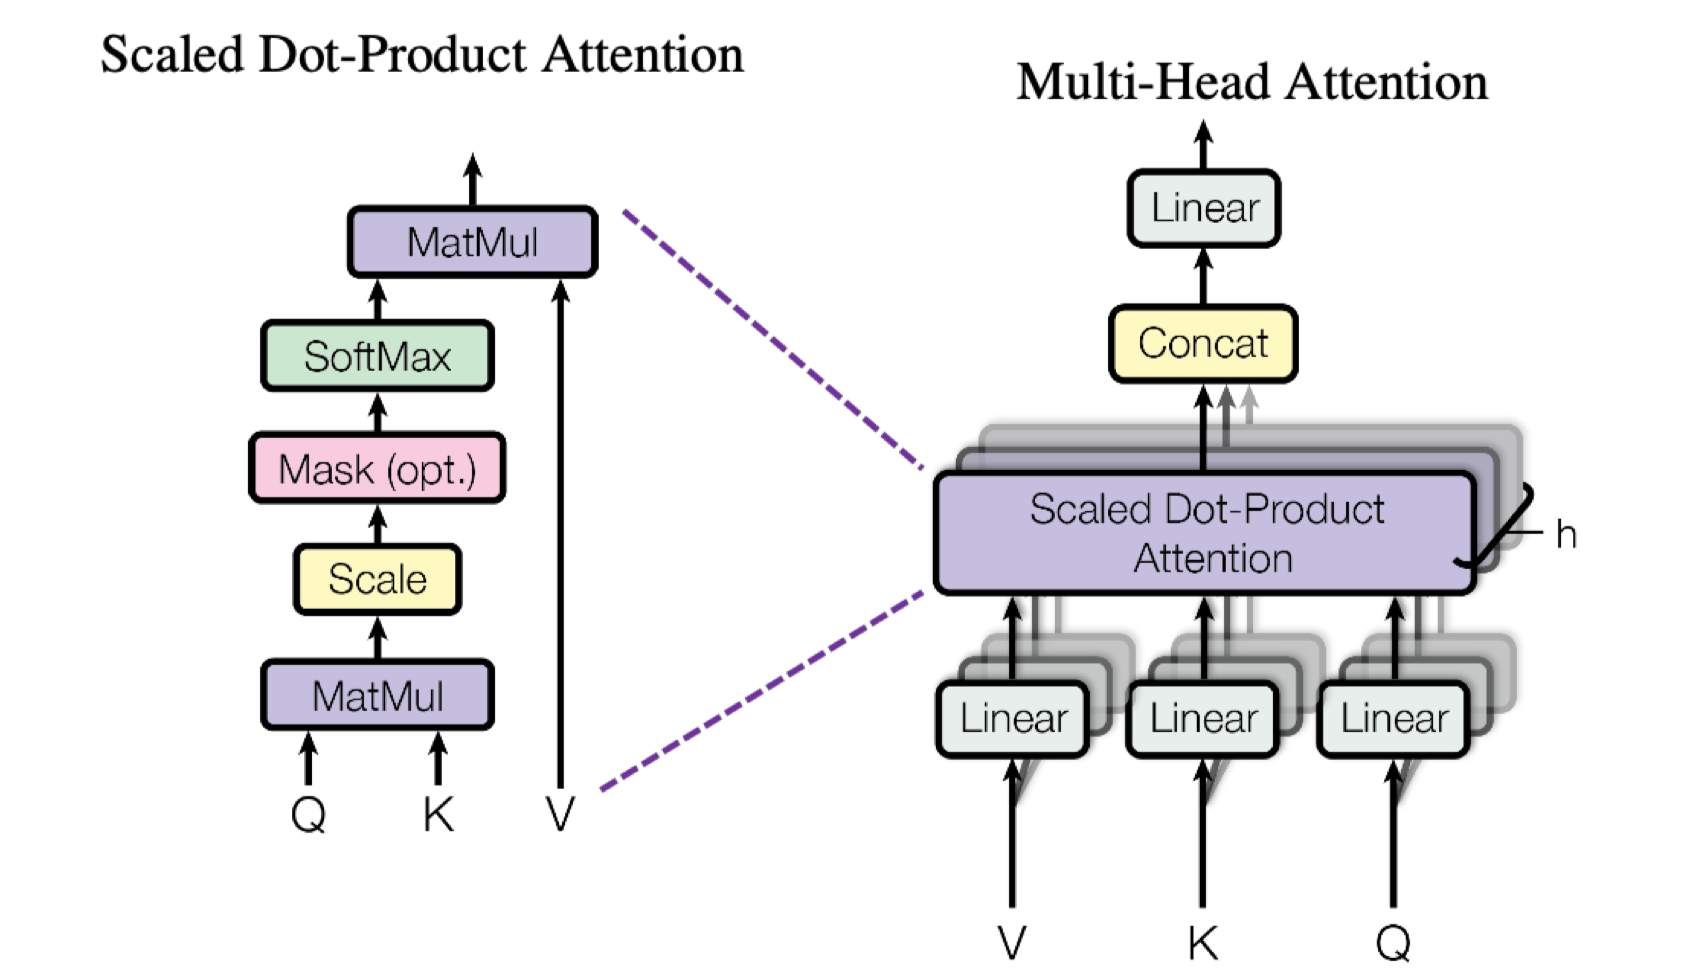 Scaled Dot-Product Attention
MatMul
SoftMax
Mask (opt.)
Scale
MatMul
Q K V
Multi-Head Attention
Linear
Concat
Scaled Dot-Product
Attention
h
Linear Linear Linear
V K Q